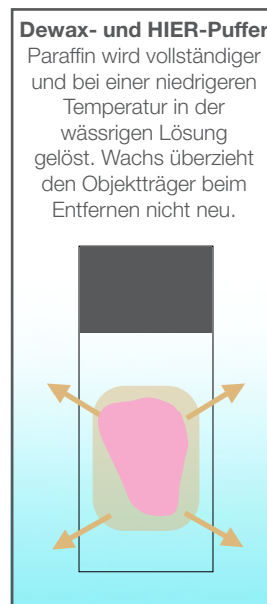 Dewax- und HIER-Puffer
Paraffin wird vollständiger
und bei einer niedrigeren
Temperatur in der
wässrigen Lösung
gelöst. Wachs überzieht
den Objektträger beim
Entfernen nicht neu.